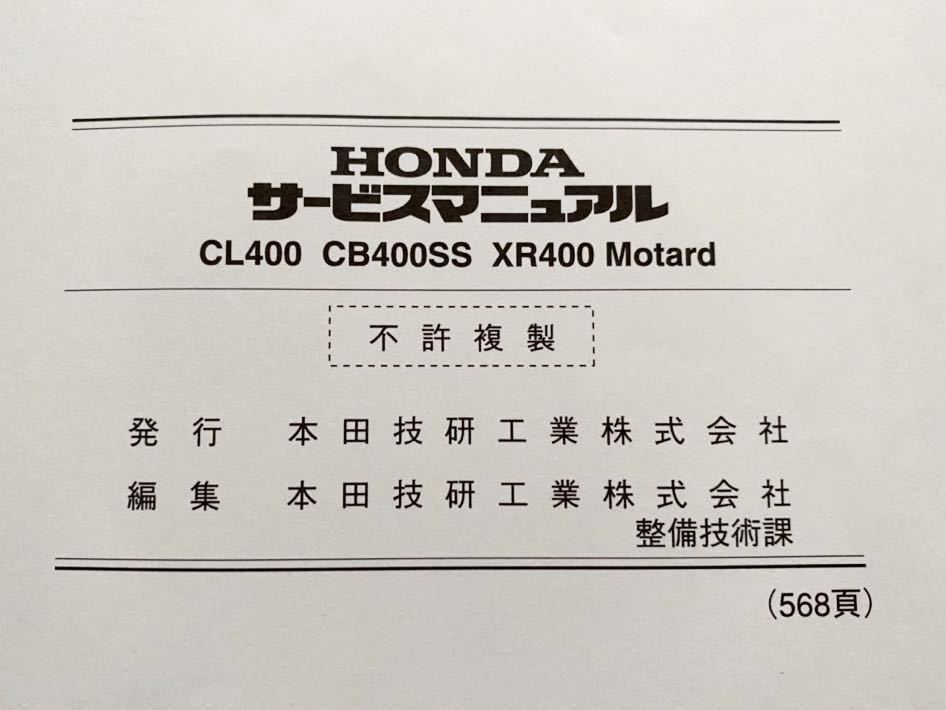 HONDA
サービスマニュアル
CL400 CB400SS XR400 Motard
不許複製
発行 本田技研工業株式会社
編集 本田技研工業株式会社
整備技術課
(568頁)